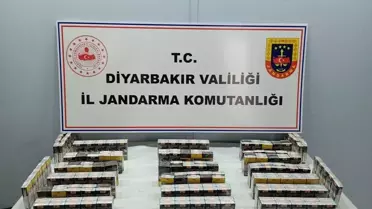 T.C.
DİYARBAKIR VALİLİĞİ
İL JANDARMA KOMUTANLIĞI